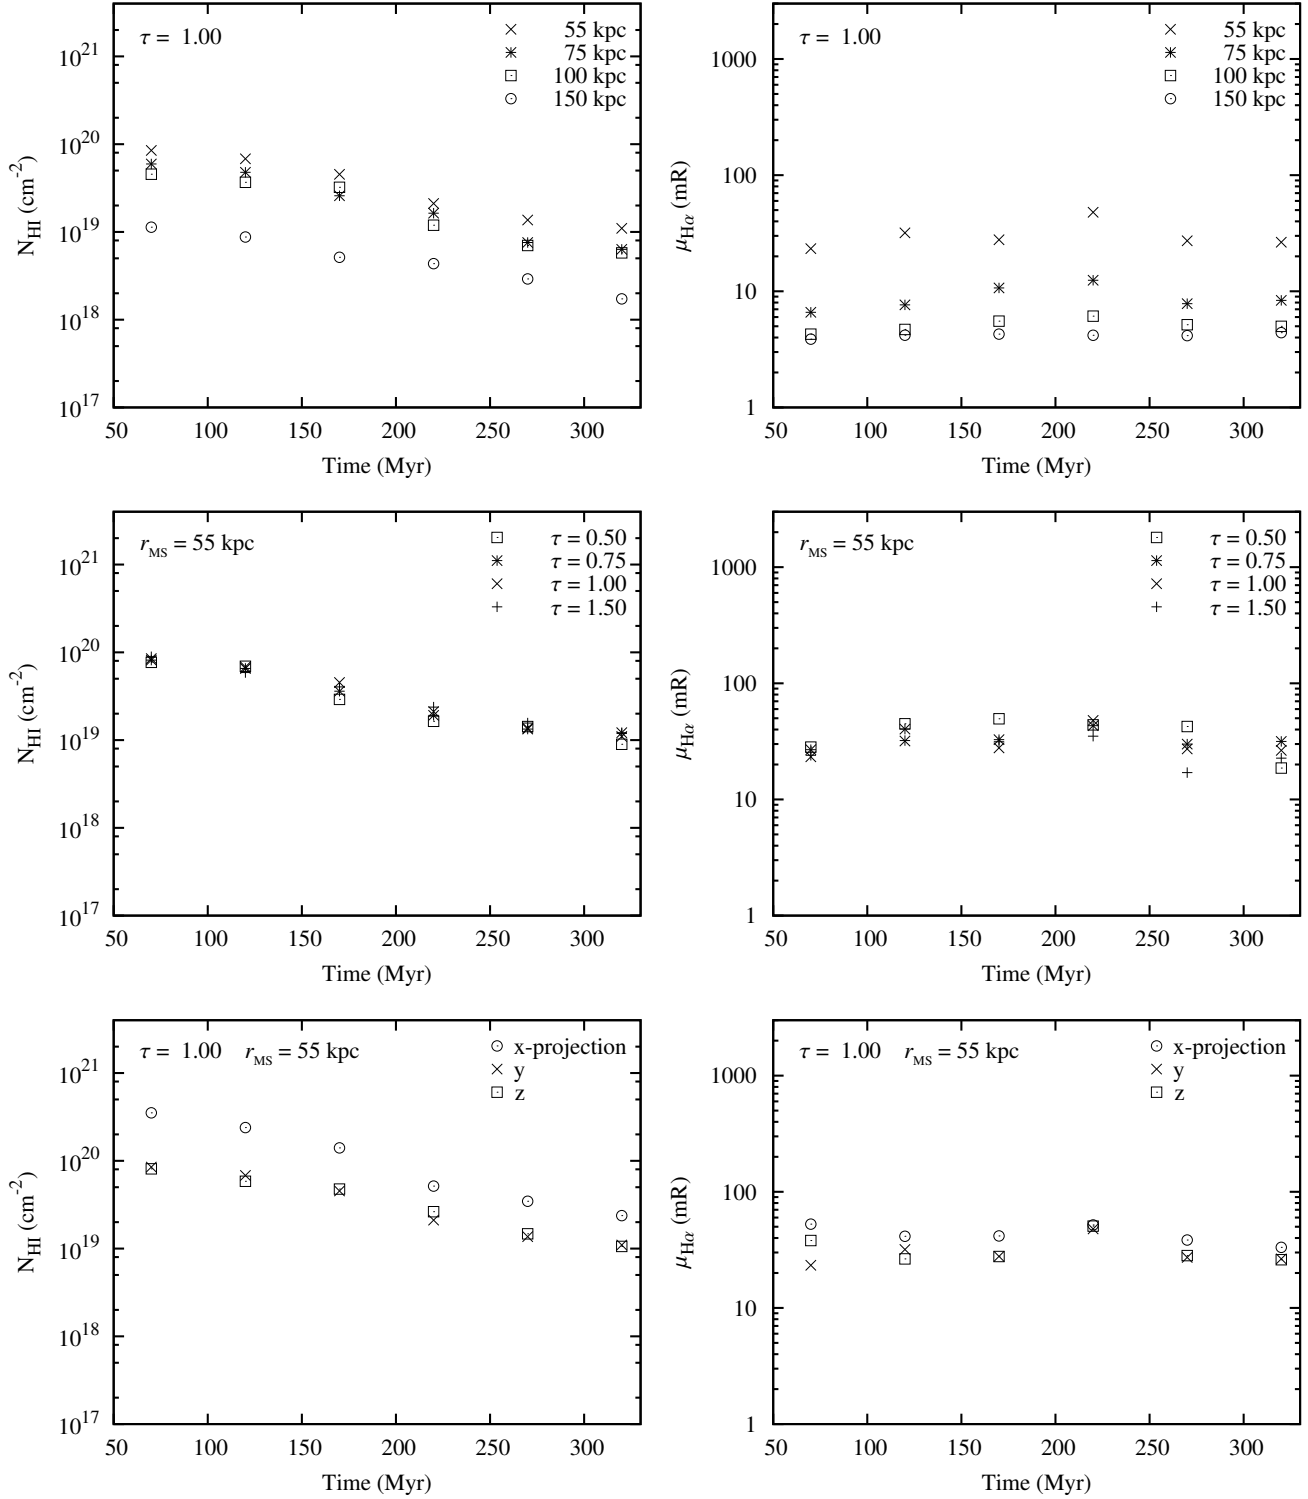 τ = 1.00
55 kpc
75 kpc
100 kpc
150 kpc
10^21
10^20
10^19
10^18
10^17
N_HI (cm^-2)
50 100 150 200 250 300
Time (Myr)
τ = 1.00
55 kpc
75 kpc
100 kpc
150 kpc
1000
100
10
1
μ_Hα (mR)
50 100 150 200 250 300
Time (Myr)
r_MS = 55 kpc
τ = 0.50
τ = 0.75
τ = 1.00
τ = 1.50
10^21
10^20
10^19
10^18
10^17
N_HI (cm^-2)
50 100 150 200 250 300
Time (Myr)
r_MS = 55 kpc
τ = 0.50
τ = 0.75
τ = 1.00
τ = 1.50
1000
100
10
1
μ_Hα (mR)
50 100 150 200 250 300
Time (Myr)
τ = 1.00 r_MS = 55 kpc
x-projection
y
z
10^21
10^20
10^19
10^18
10^17
N_HI (cm^-2)
50 100 150 200 250 300
Time (Myr)
τ = 1.00 r_MS = 55 kpc
x-projection
y
z
1000
100
10
1
μ_Hα (mR)
50 100 150 200 250 300
Time (Myr)